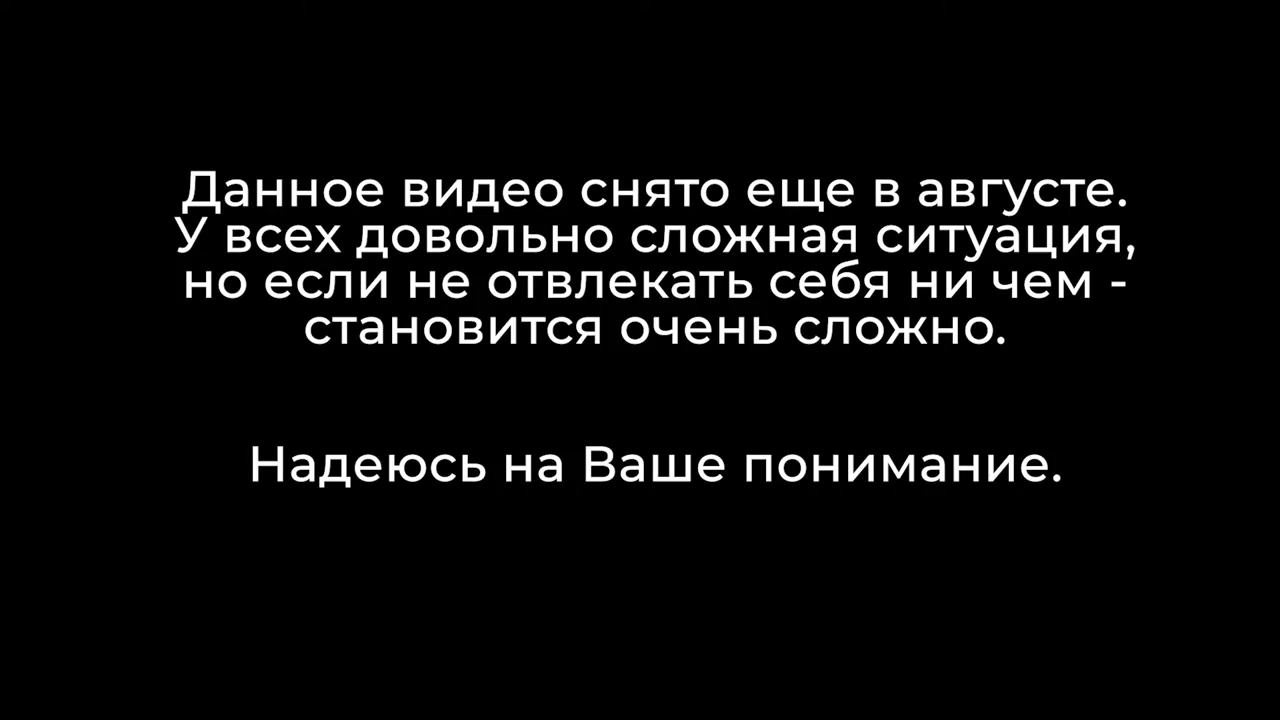 Данное видео снято еще в августе.
У всех довольно сложная ситуация,
но если не отвлекать себя ни чем -
становится очень сложно.
Надеюсь на Ваше понимание.